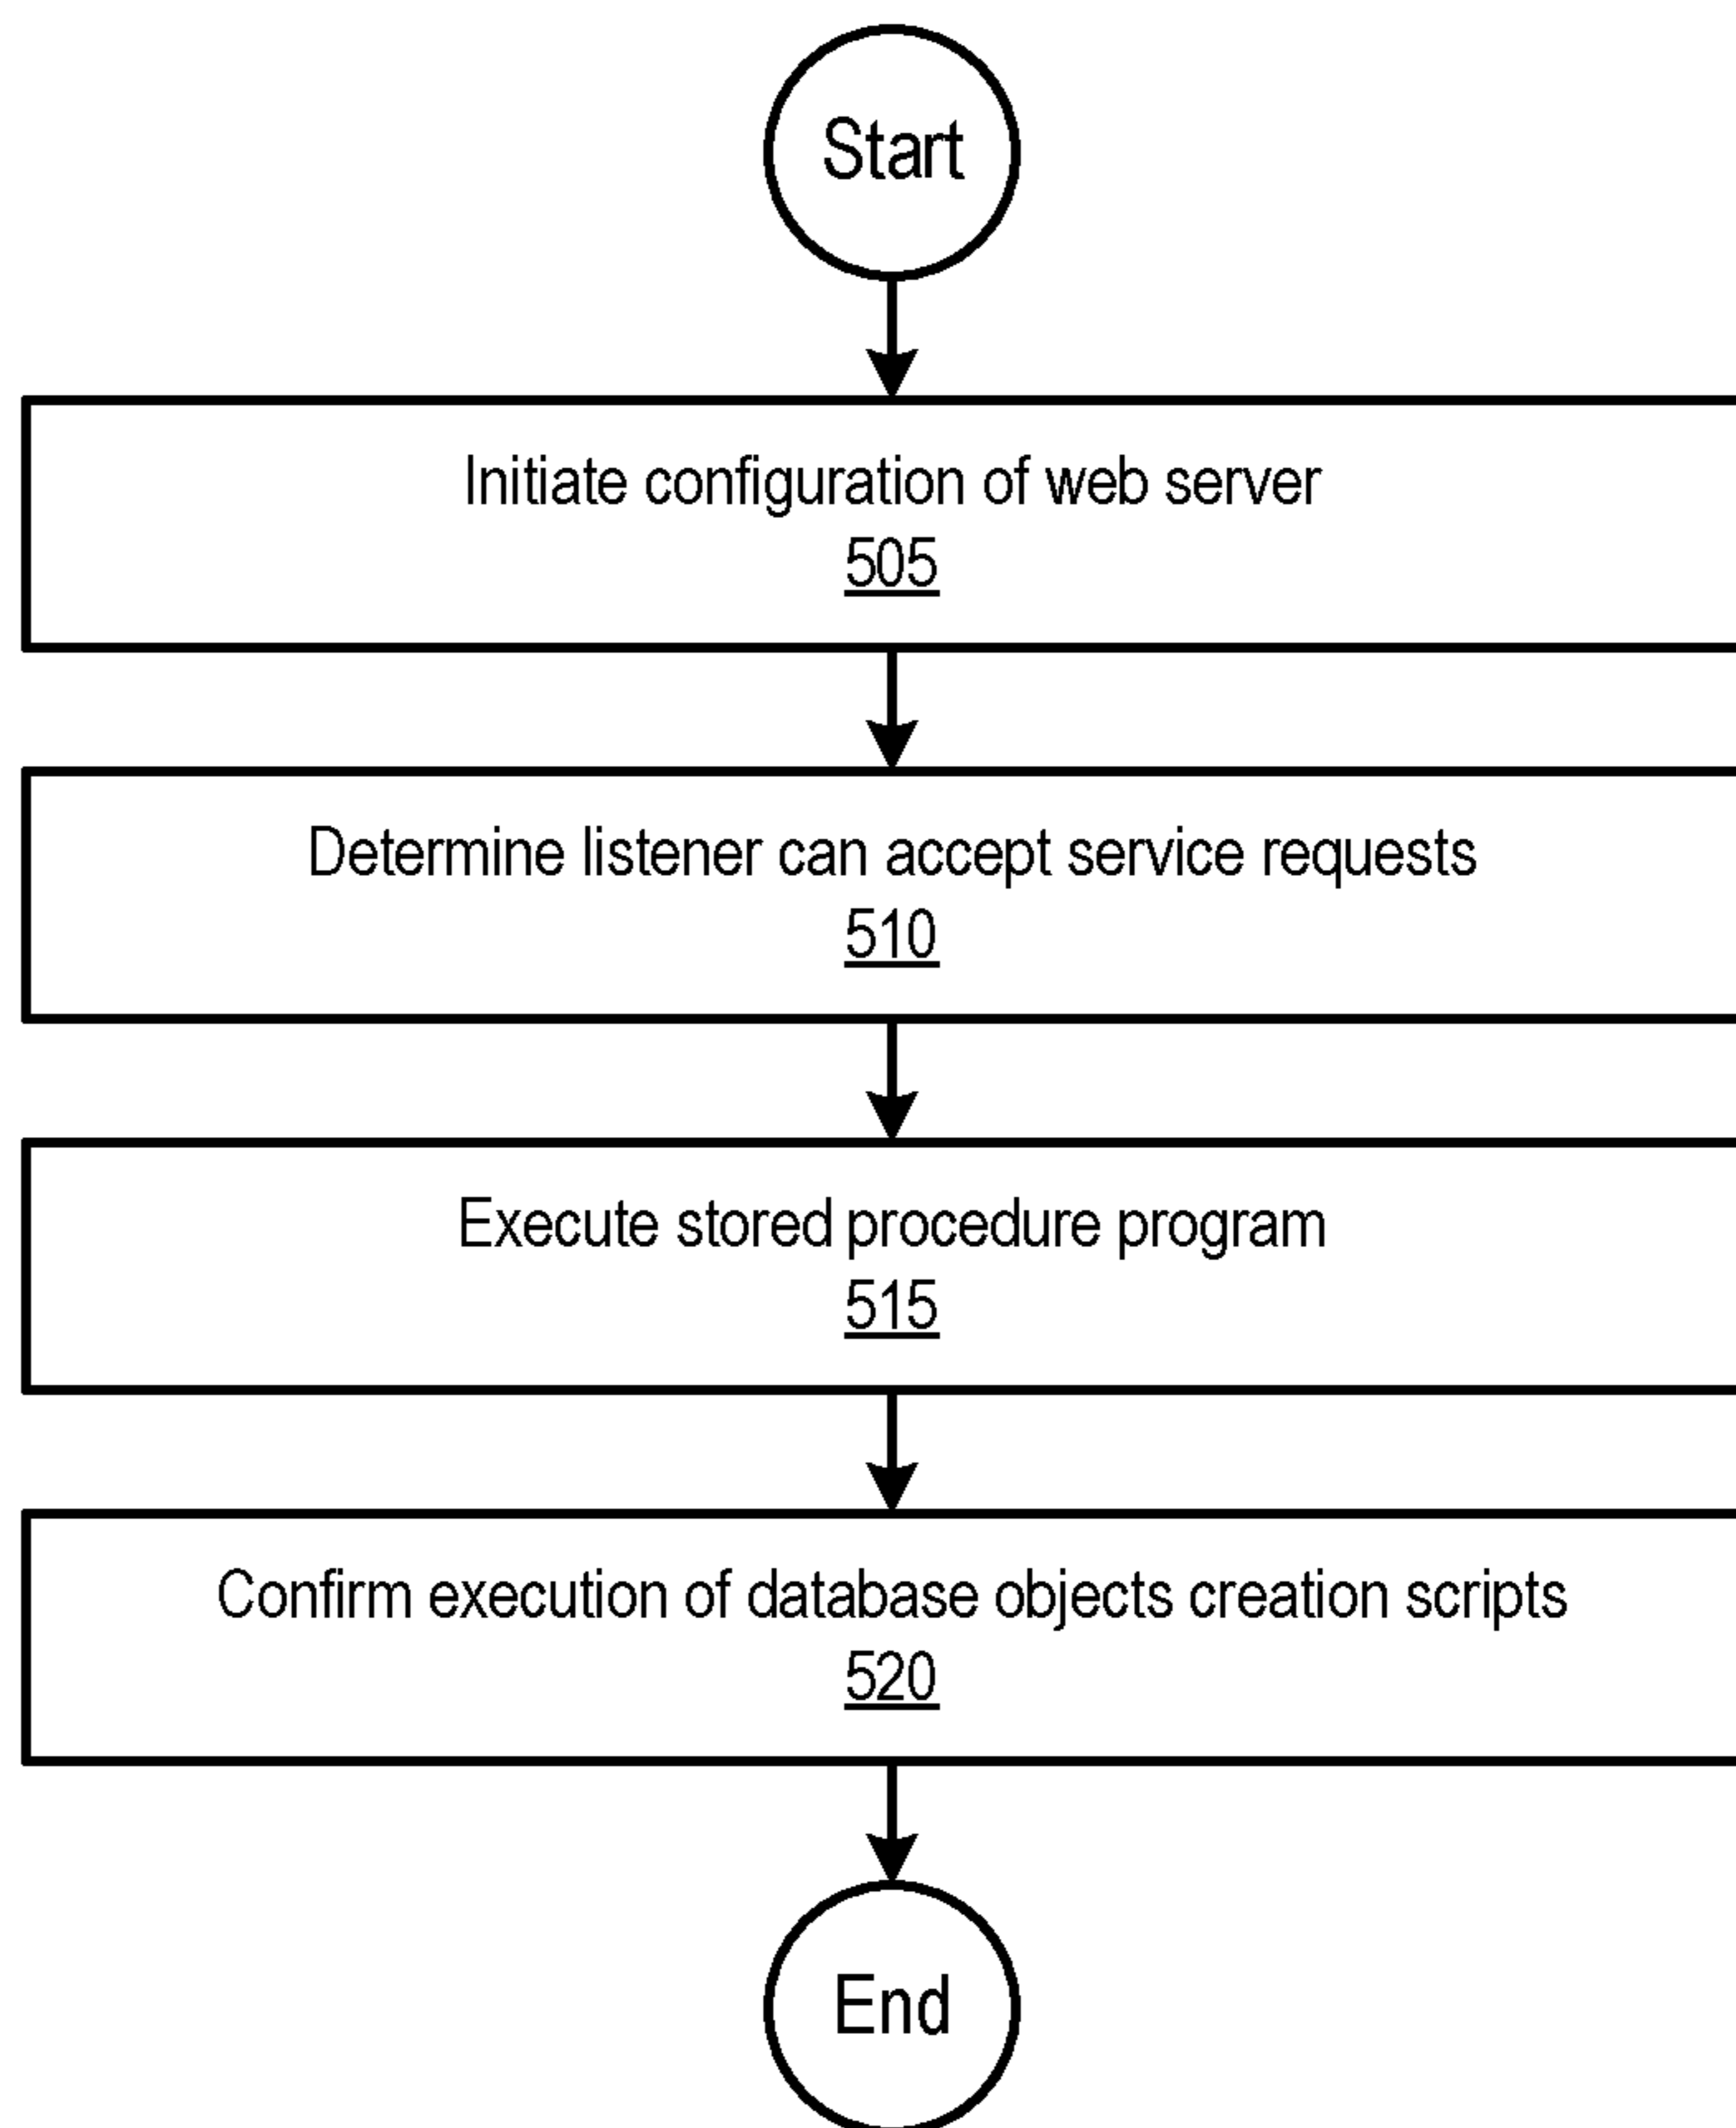 Start
Initiate configuration of web server
505
Determine listener can accept service requests
510
Execute stored procedure program
515
Confirm execution of database objects creation scripts
520
End